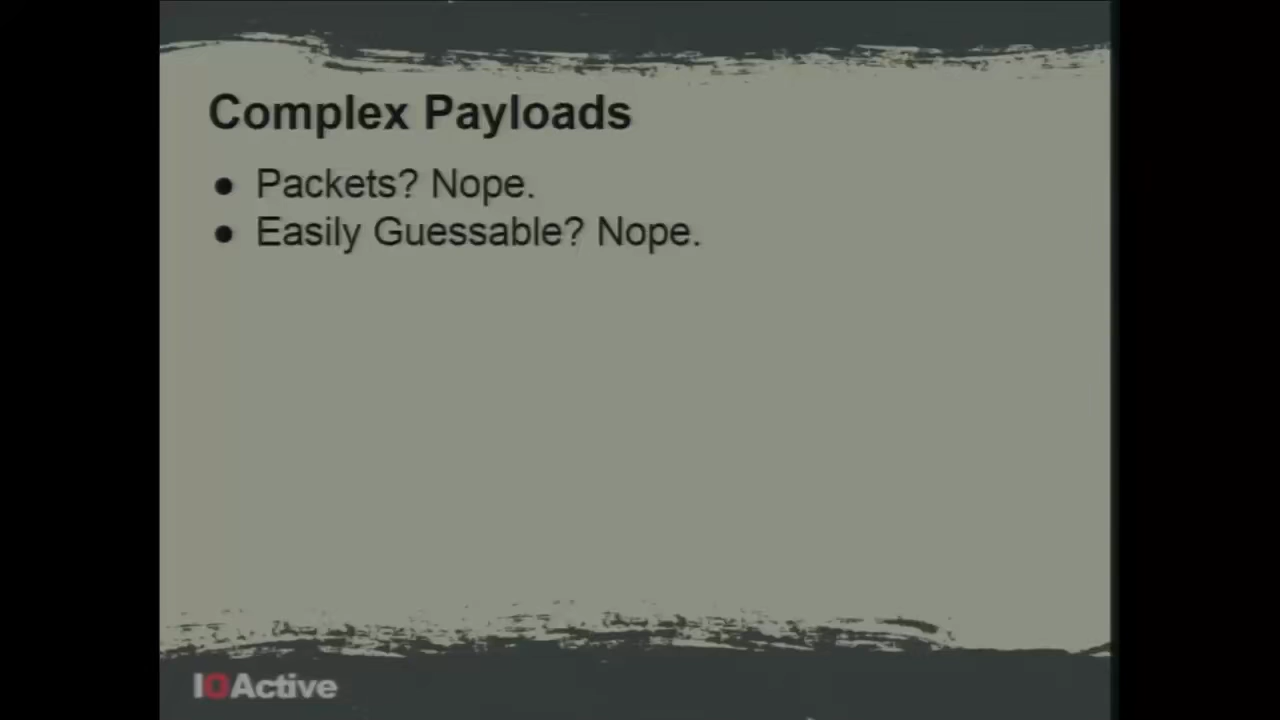 Complex Payloads
● Packets? Nope.
● Easily Guessable? Nope.
IOActive